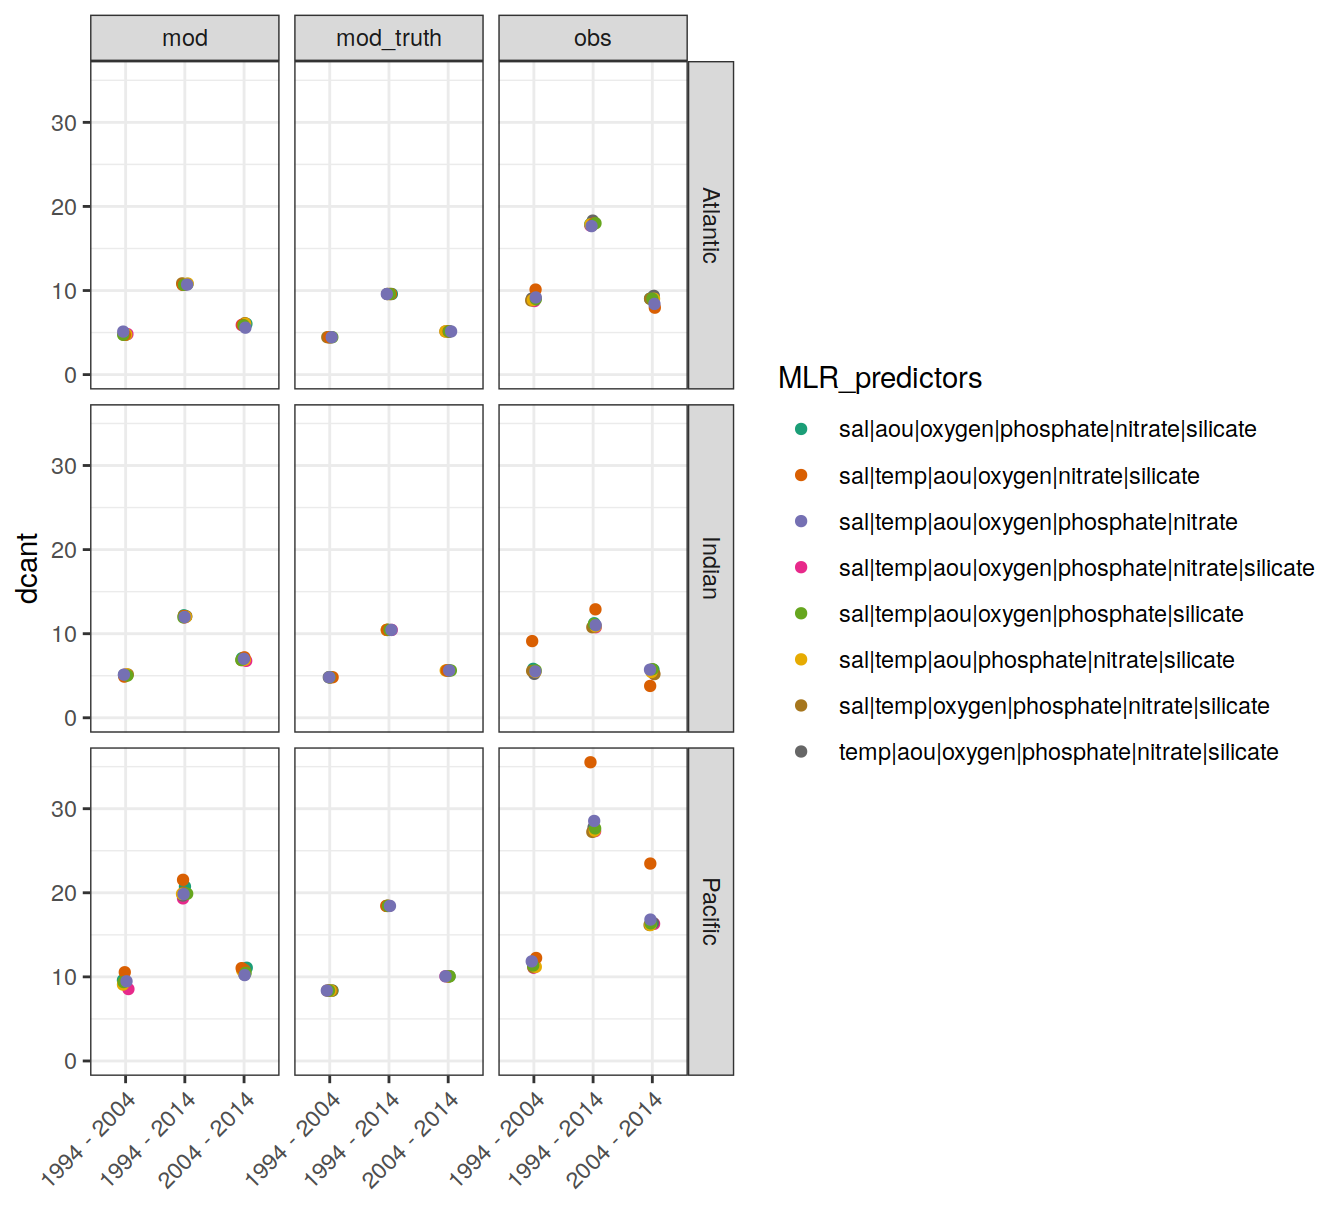 mod
mod_truth
obs
30
20
10
0
Atlantic
30
20
10
0
Indian
30
20
10
0
Pacific
dcant
1994 - 2004
1994 - 2014
2004 - 2014
1994 - 2004
1994 - 2014
2004 - 2014
1994 - 2004
1994 - 2014
2004 - 2014
MLR_predictors
sal|aou|oxygen|phosphate|nitrate|silicate
sal|temp|aou|oxygen|nitrate|silicate
sal|temp|aou|oxygen|phosphate|nitrate
sal|temp|aou|oxygen|phosphate|nitrate|silicate
sal|temp|aou|oxygen|phosphate|silicate
sal|temp|aou|phosphate|nitrate|silicate
sal|temp|oxygen|phosphate|nitrate|silicate
temp|aou|oxygen|phosphate|nitrate|silicate